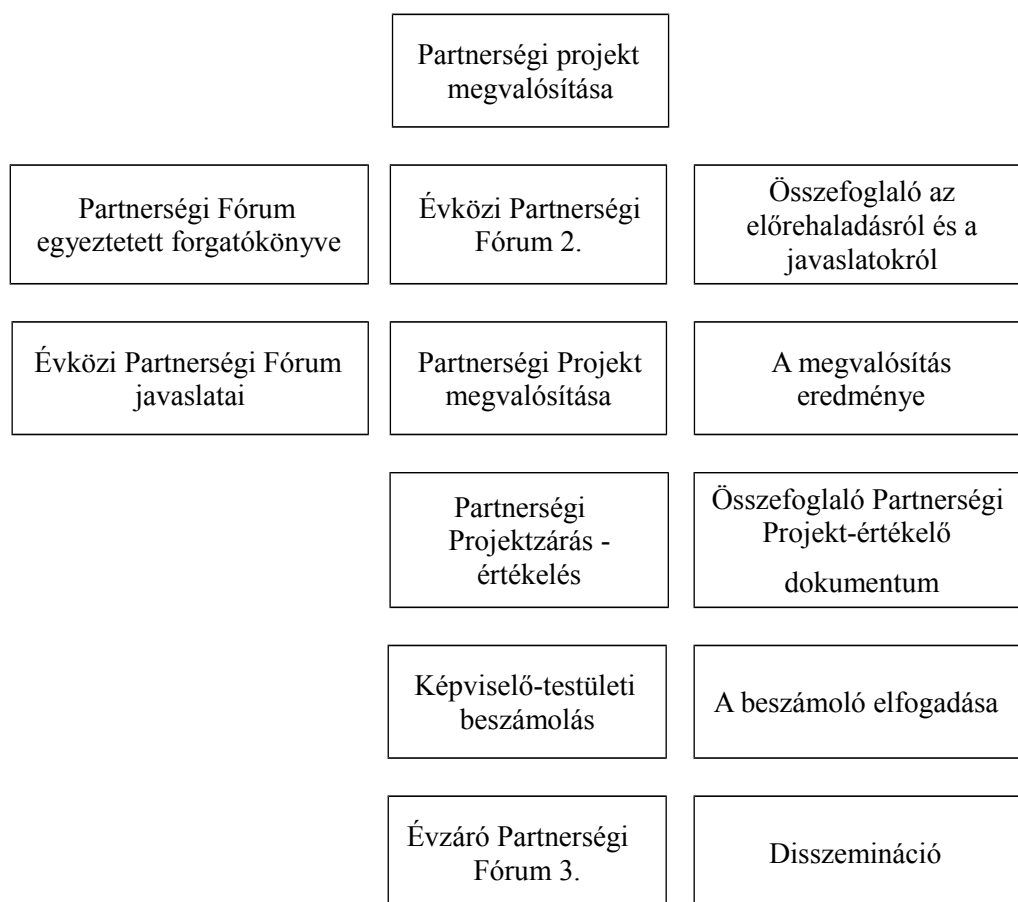 Partnerségi projekt
megvalósítása
Partnerségi Fórum
egyeztetett forgatókönyve
Évközi Partnerségi
Fórum 2.
Összefoglaló az
előrehaladásról és a
javaslatokról
Évközi Partnerségi Fórum
javaslatai
Partnerségi Projekt
megvalósítása
A megvalósítás
eredménye
Partnerségi
Projektzárás -
értékelés
Összefoglaló Partnerségi
Projekt-értékelő
dokumentum
Képviselő-testületi
beszámolás
A beszámoló elfogadása
Évzáró Partnerségi
Fórum 3.
Disszemináció